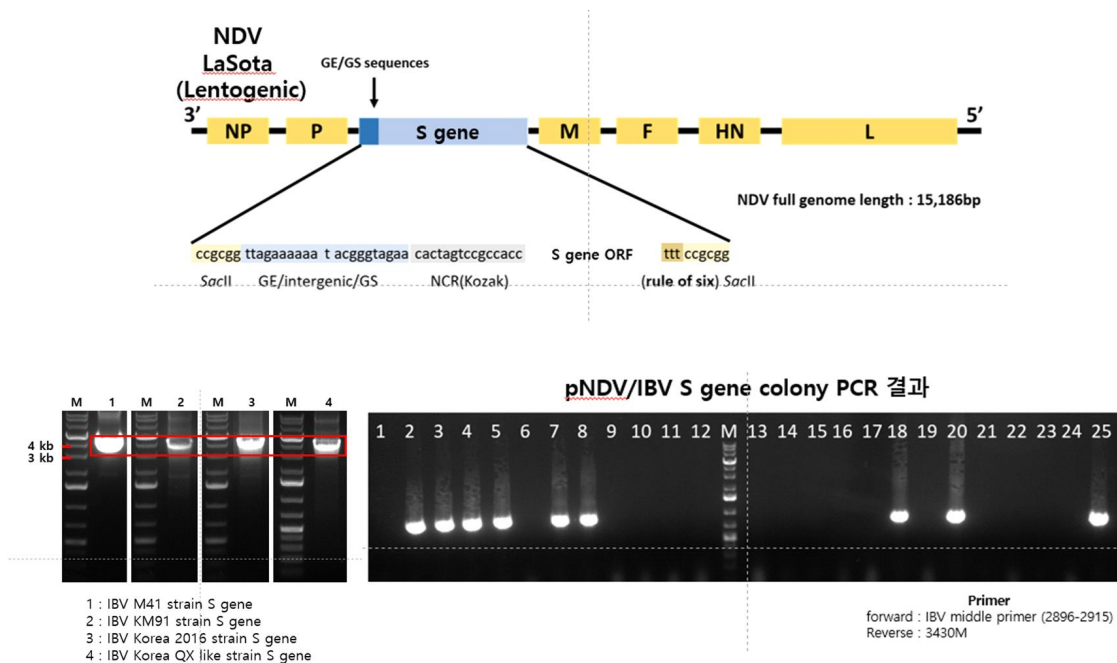 NDV
LaSota
(Lentogenic)
GE/GS sequences
3’ NP P S gene M F HN L 5’
NDV full genome length : 15,186bp
ccgcgg ttagaaaaaa t acgggtagaa cactagtccgccacc S gene ORF ttt ccgcgg
SacII GE/intergenic/GS NCR(Kozak) (rule of six) SacII
pNDV/IBV S gene colony PCR 결과
M 1 M 2 M 3 M 4
4 kb
3 kb
1 2 3 4 5 6 7 8 9 10 11 12 M 13 14 15 16 17 18 19 20 21 22 23 24 25
1 : IBV M41 strain S gene
2 : IBV KM91 strain S gene
3 : IBV Korea 2016 strain S gene
4 : IBV Korea QX like strain S gene
Primer
forward : IBV middle primer (2896-2915)
Reverse : 3430M